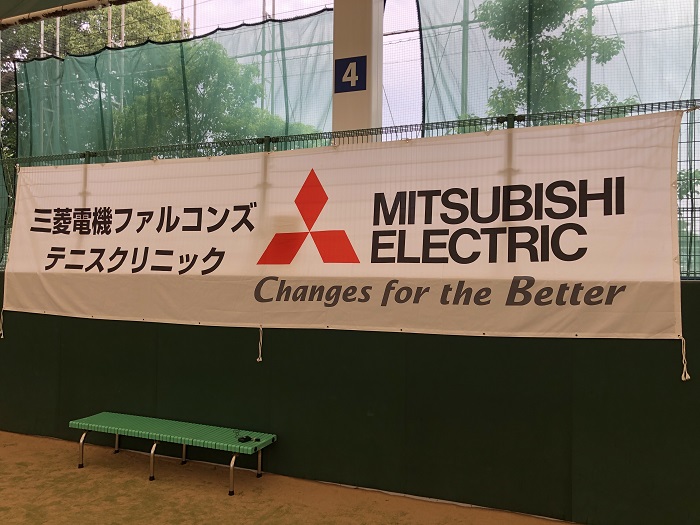 4
三菱電機ファルコンズ
テニスクリニック
MITSUBISHI
ELECTRIC
Changes for the Better